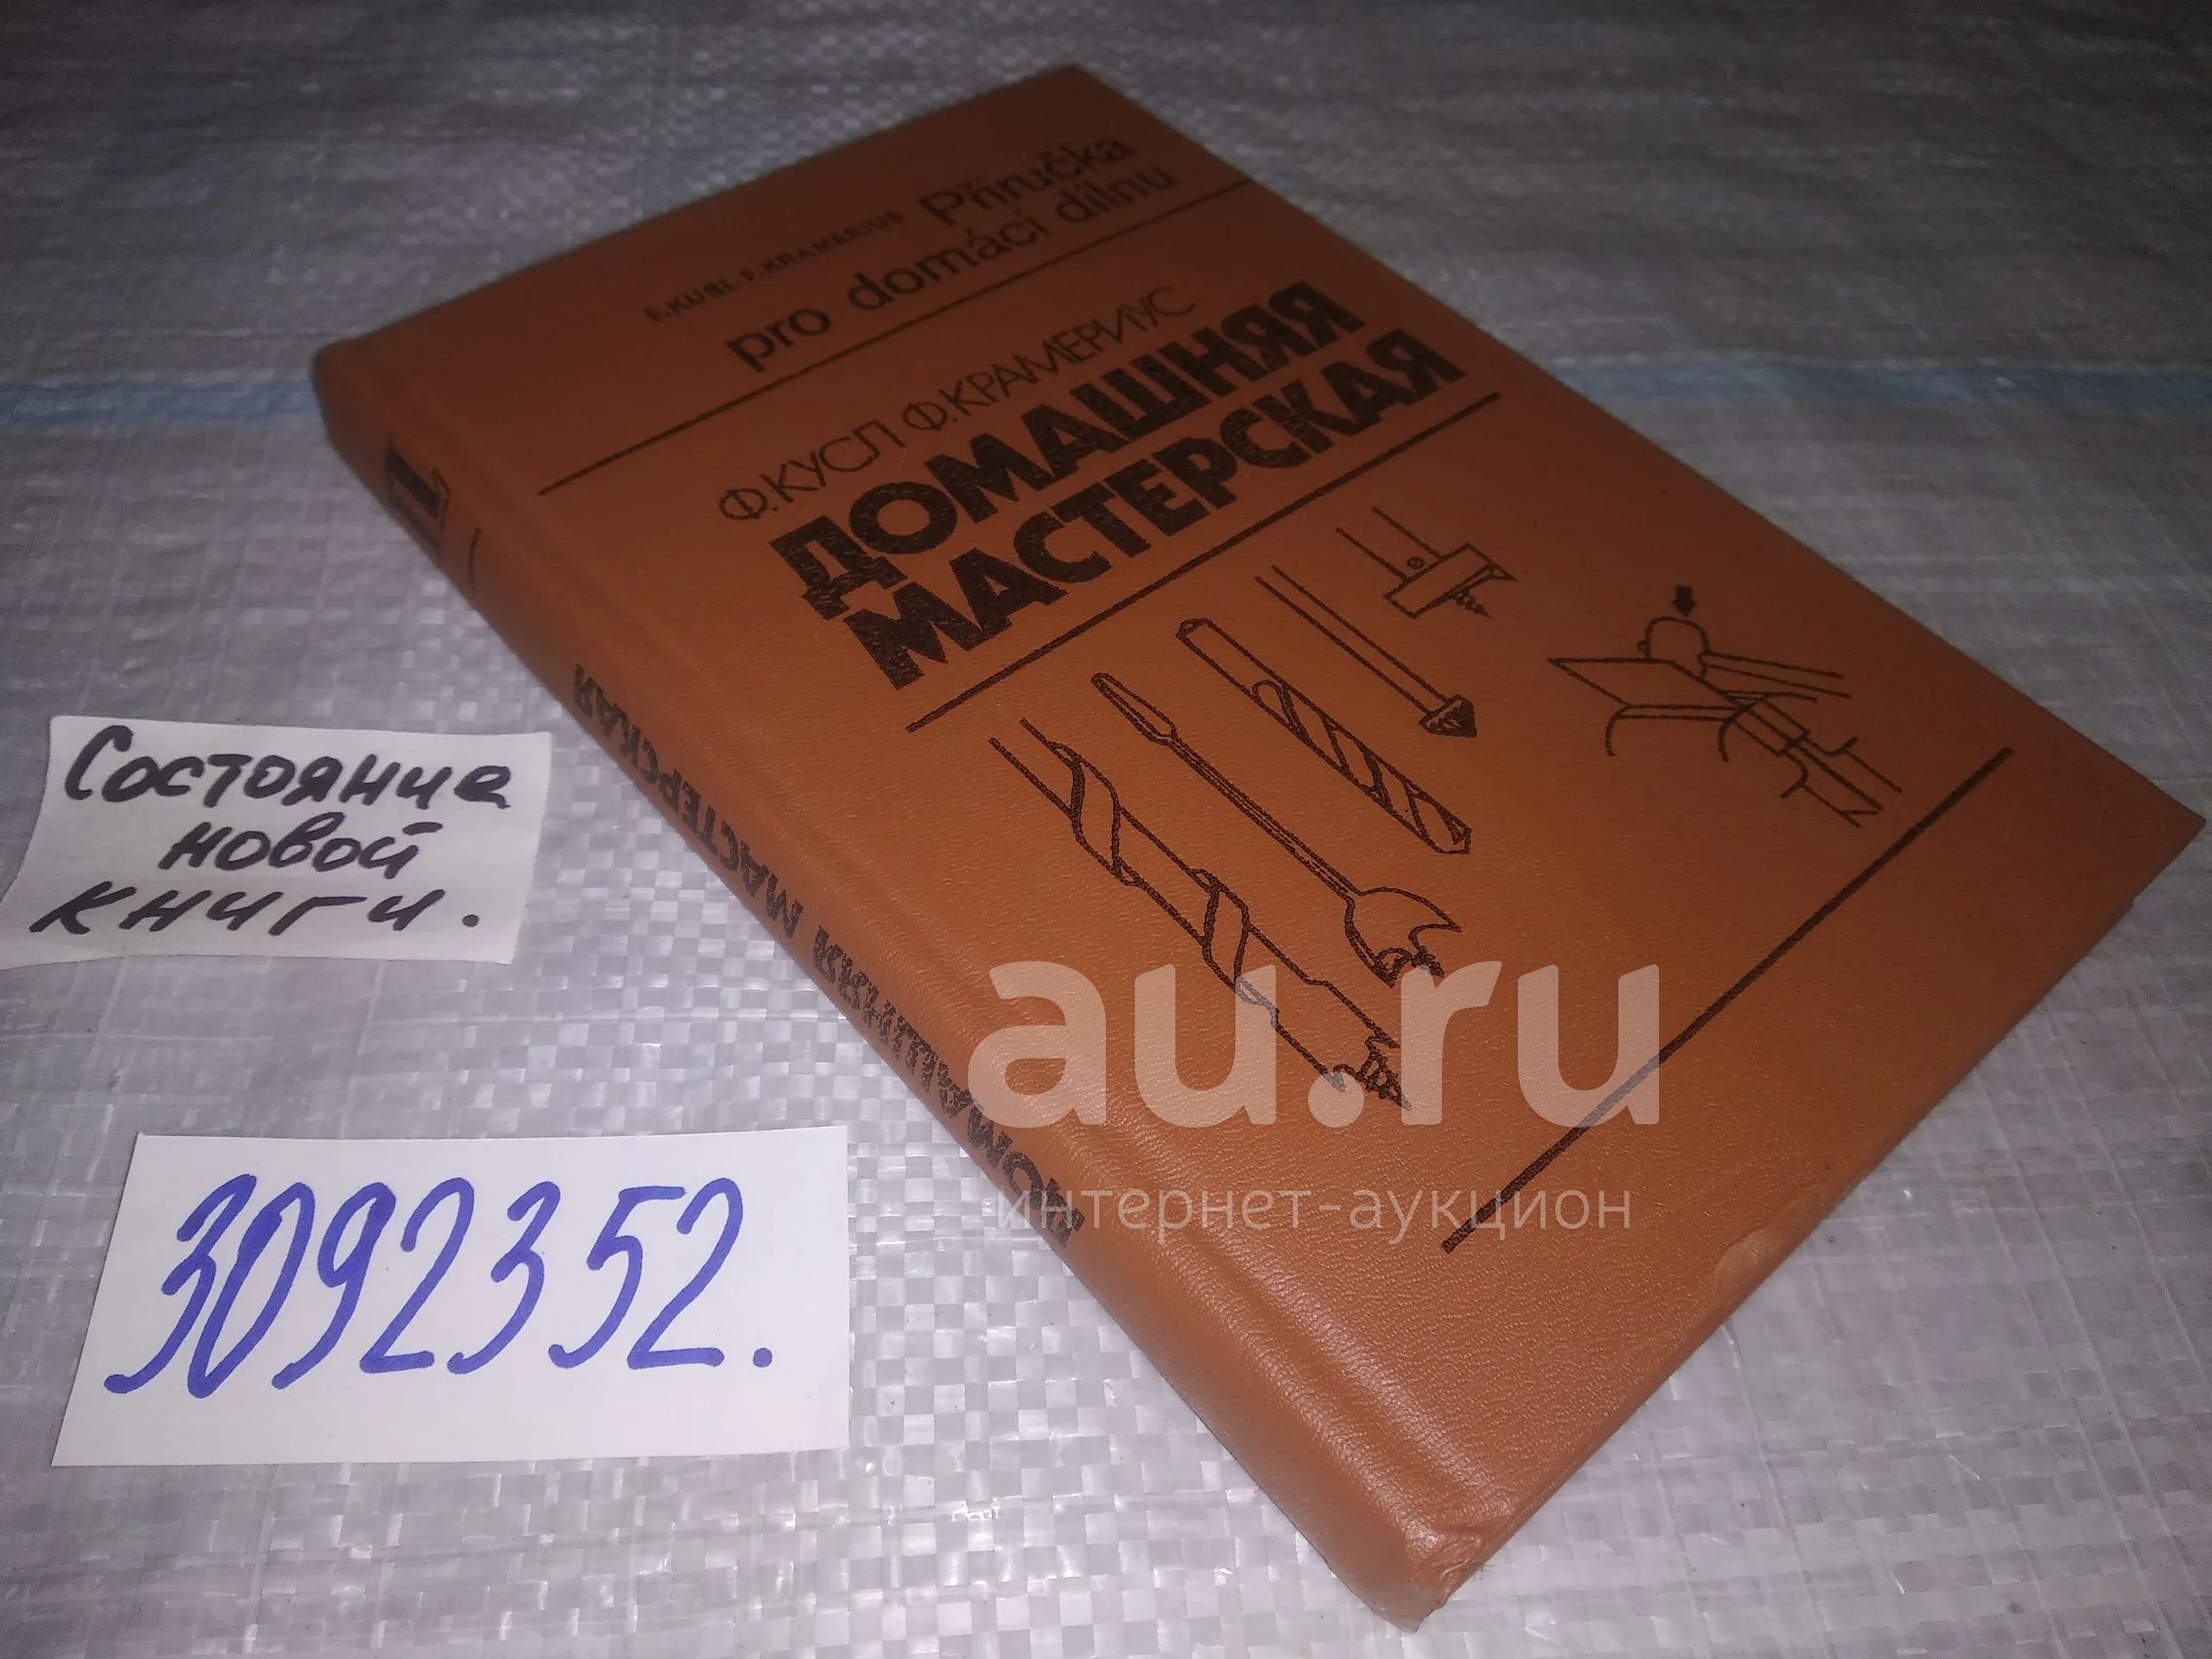 F.KUSL F.KRAMERIUS Příručka
pro domácí dílnu
Ф.КУСЛ Ф.КРАМЕРИУС
ДОМАШНЯЯ
МАСТЕРСКАЯ
ДОМАШНЯЯ МАСТЕРСКАЯ
Состояние
новой
книги.
3092352.
au.ru
интернет-аукцион